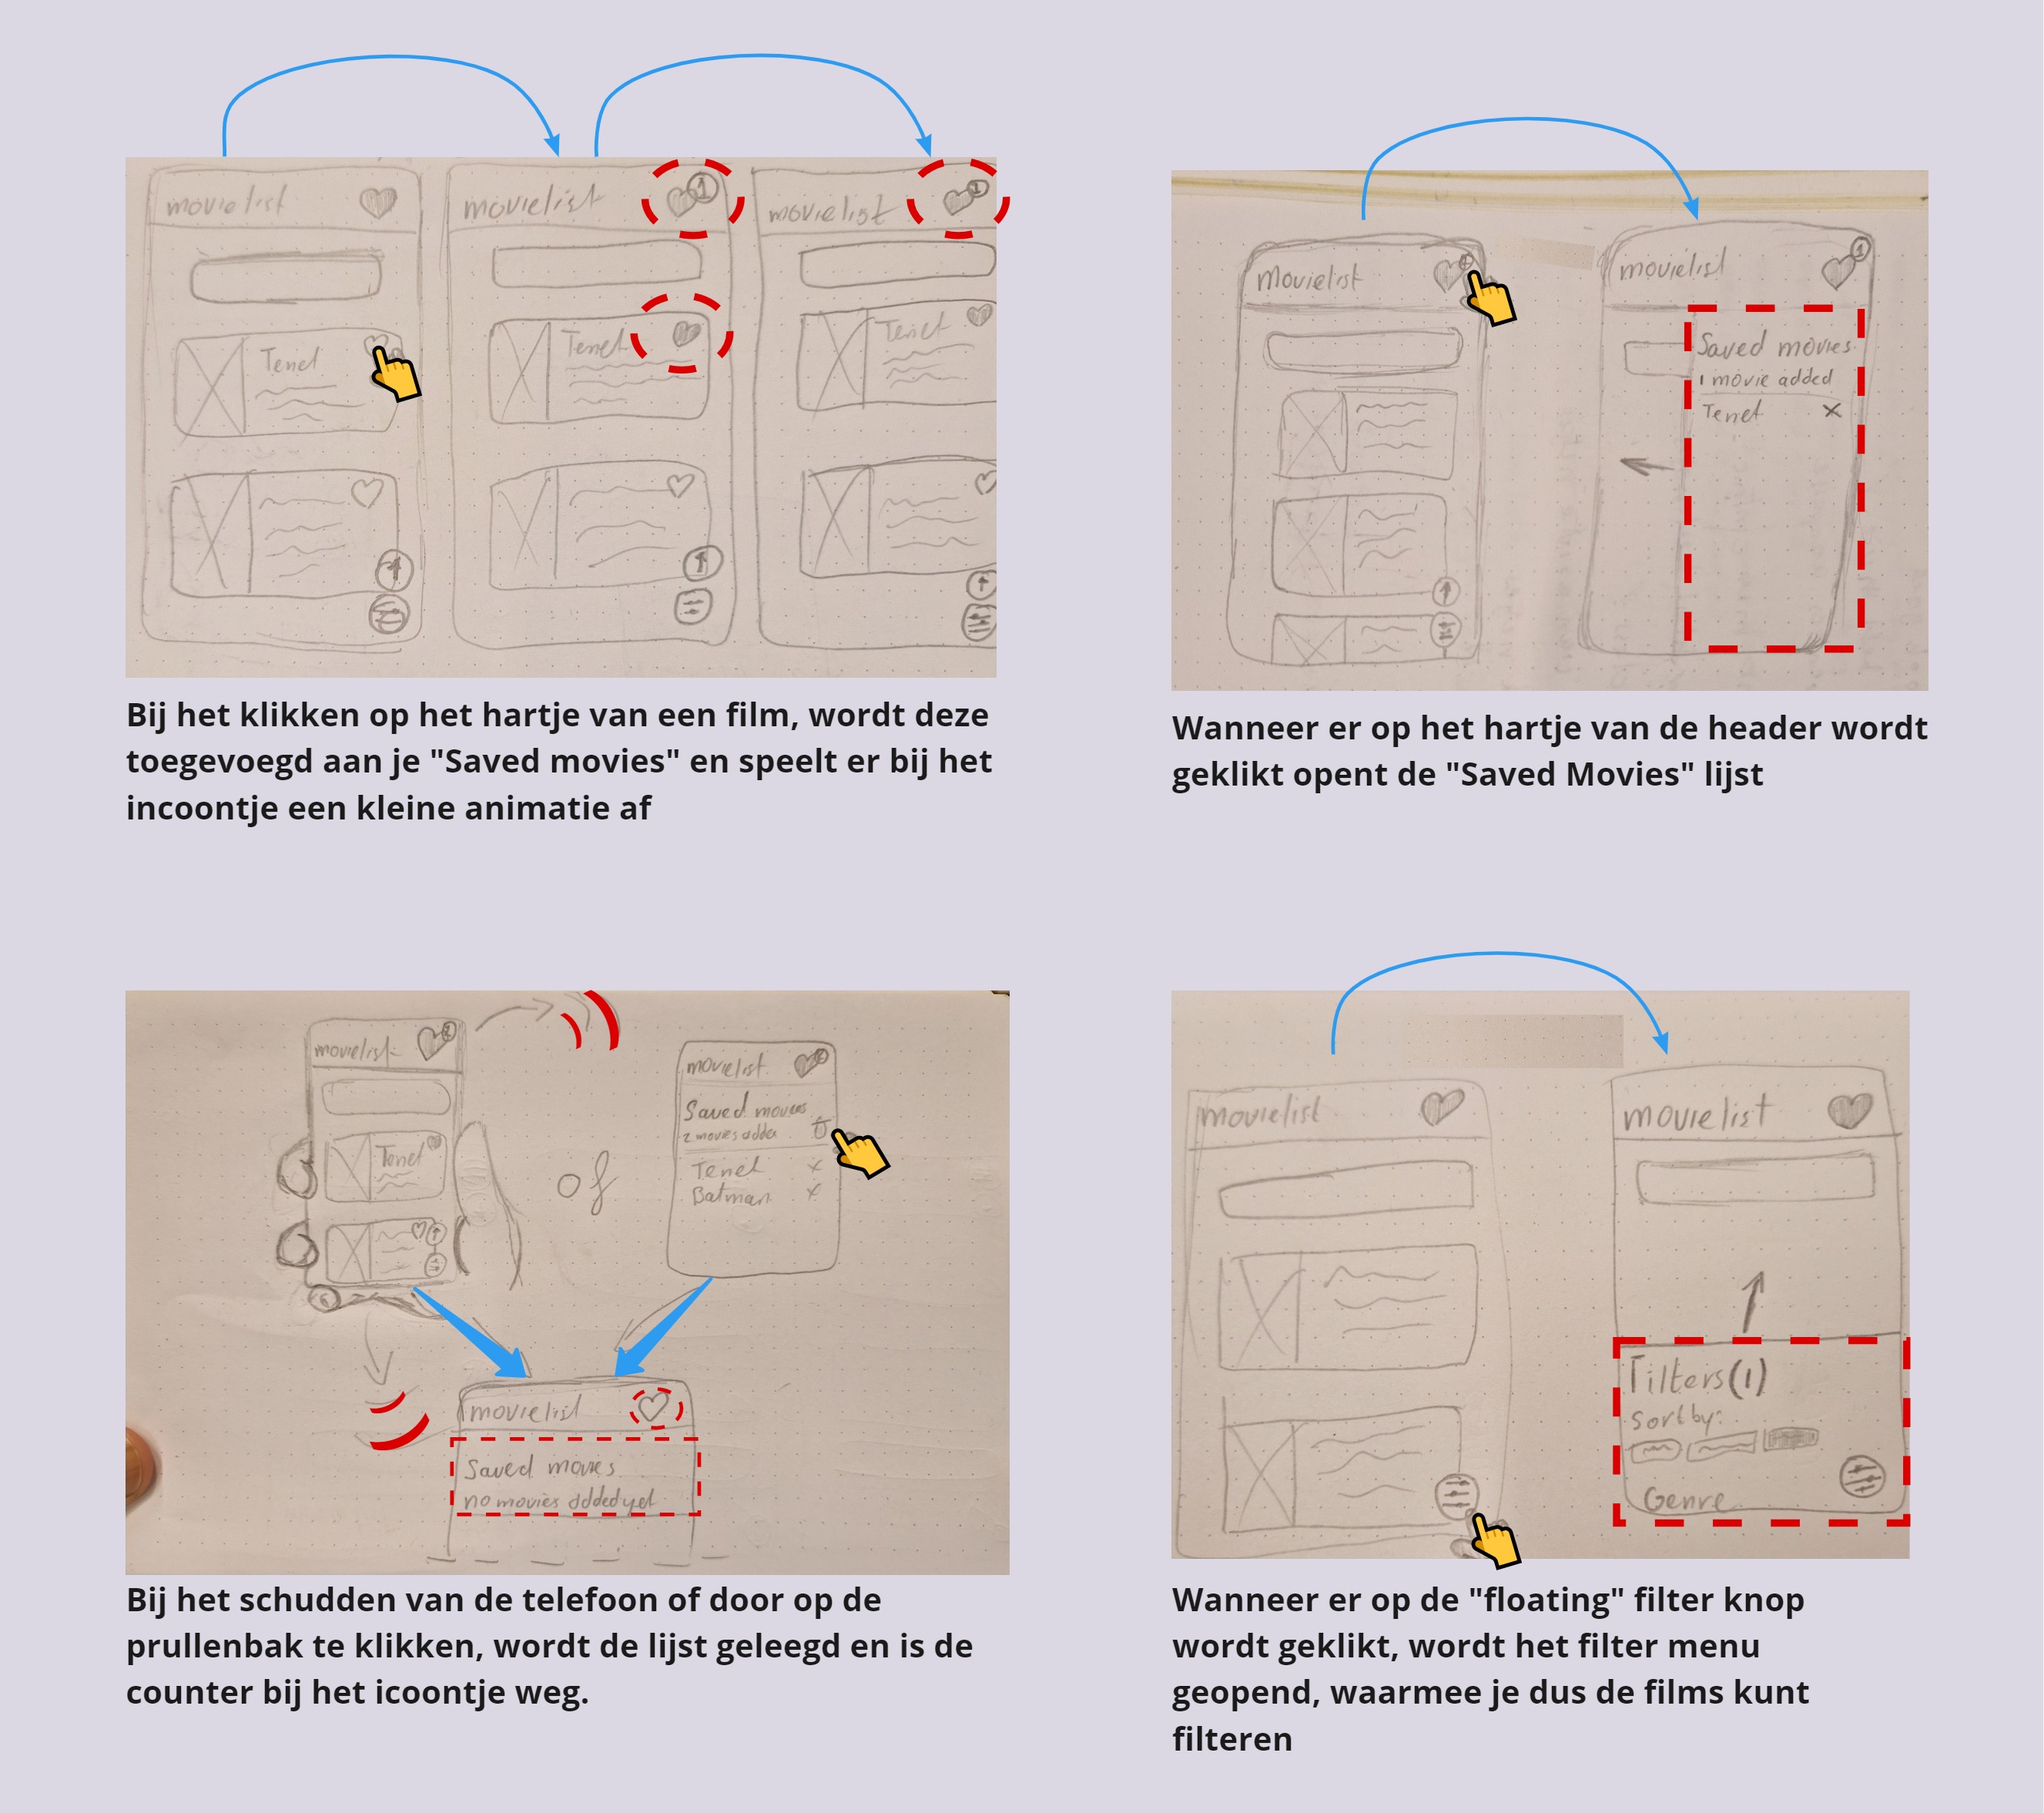 movielist
Tenet
movielist
1
Tenet
movielist
1
Tenet
Bij het klikken op het hartje van een film, wordt deze
toegevoegd aan je "Saved movies" en speelt er bij het
incoontje een kleine animatie af
movielist
movielist
1
Saved movies
1 movie added
Tenet X
Wanneer er op het hartje van de header wordt
geklikt opent de "Saved Movies" lijst
movielist
2
Tenet
of
movielist
Saved movies
2 movies added
Tenet x
Batman x
movielist
Saved movies
no movies added yet
Bij het schudden van de telefoon of door op de
prullenbak te klikken, wordt de lijst geleegd en is de
counter bij het icoontje weg.
movielist
movielist
Filters(1)
Sort by:
Genre
Wanneer er op de "floating" filter knop
wordt geklikt, wordt het filter menu
geopend, waarmee je dus de films kunt
filteren